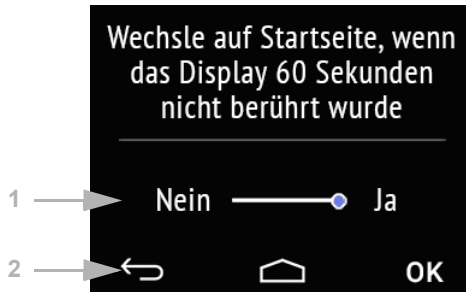 Wechsle auf Startseite, wenn
das Display 60 Sekunden
nicht berührt wurde
1 Nein Ja
2 OK